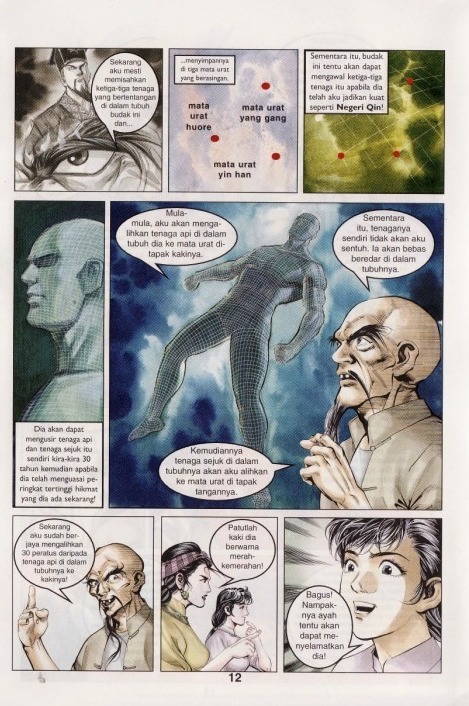 Sekarang
aku mesti
memisahkan
ketiga-tiga tenaga
yang bertentangan
di dalam tubuh
budak ini
dan...
...menyimpannya
di tiga mata urat
yang berasingan.
mata
urat
huore
mata urat
yang gang
mata urat
yin han
Sementara itu, budak
ini tentu akan dapat
mengawal ketiga-tiga
tenaga itu apabila dia
telah aku jadikan kuat
seperti Negeri Qin!
Mula-
mula, aku akan menga-
lihkan tenaga api di dalam
tubuh dia ke mata urat di-
tapak kakinya.
Sementara
itu, tenaganya
sendiri tidak akan aku
sentuh. Ia akan bebas
beredar di dalam
tubuhnya.
Dia akan dapat
mengusir tenaga api
dan tenaga sejuk itu
sendiri kira-kira 30
tahun kemudian apabila
dia telah menguasai pe-
ringkat tertinggi hikmat
yang dia ada sekarang!
Kemudiannya
tenaga sejuk di dalam
tubuhnya akan aku alihkan
ke mata urat di tapak
tangannya.
Sekarang
aku sudah ber-
jaya mengalihkan
30 peratus daripada
tenaga api di dalam
tubuhnya ke
kakinya!
Patutlah
kaki dia
berwarna
merah-
kemerahan!
Bagus!
Nampak-
nya ayah
tentu akan
dapat me-
nyelamatkan
dia!
12